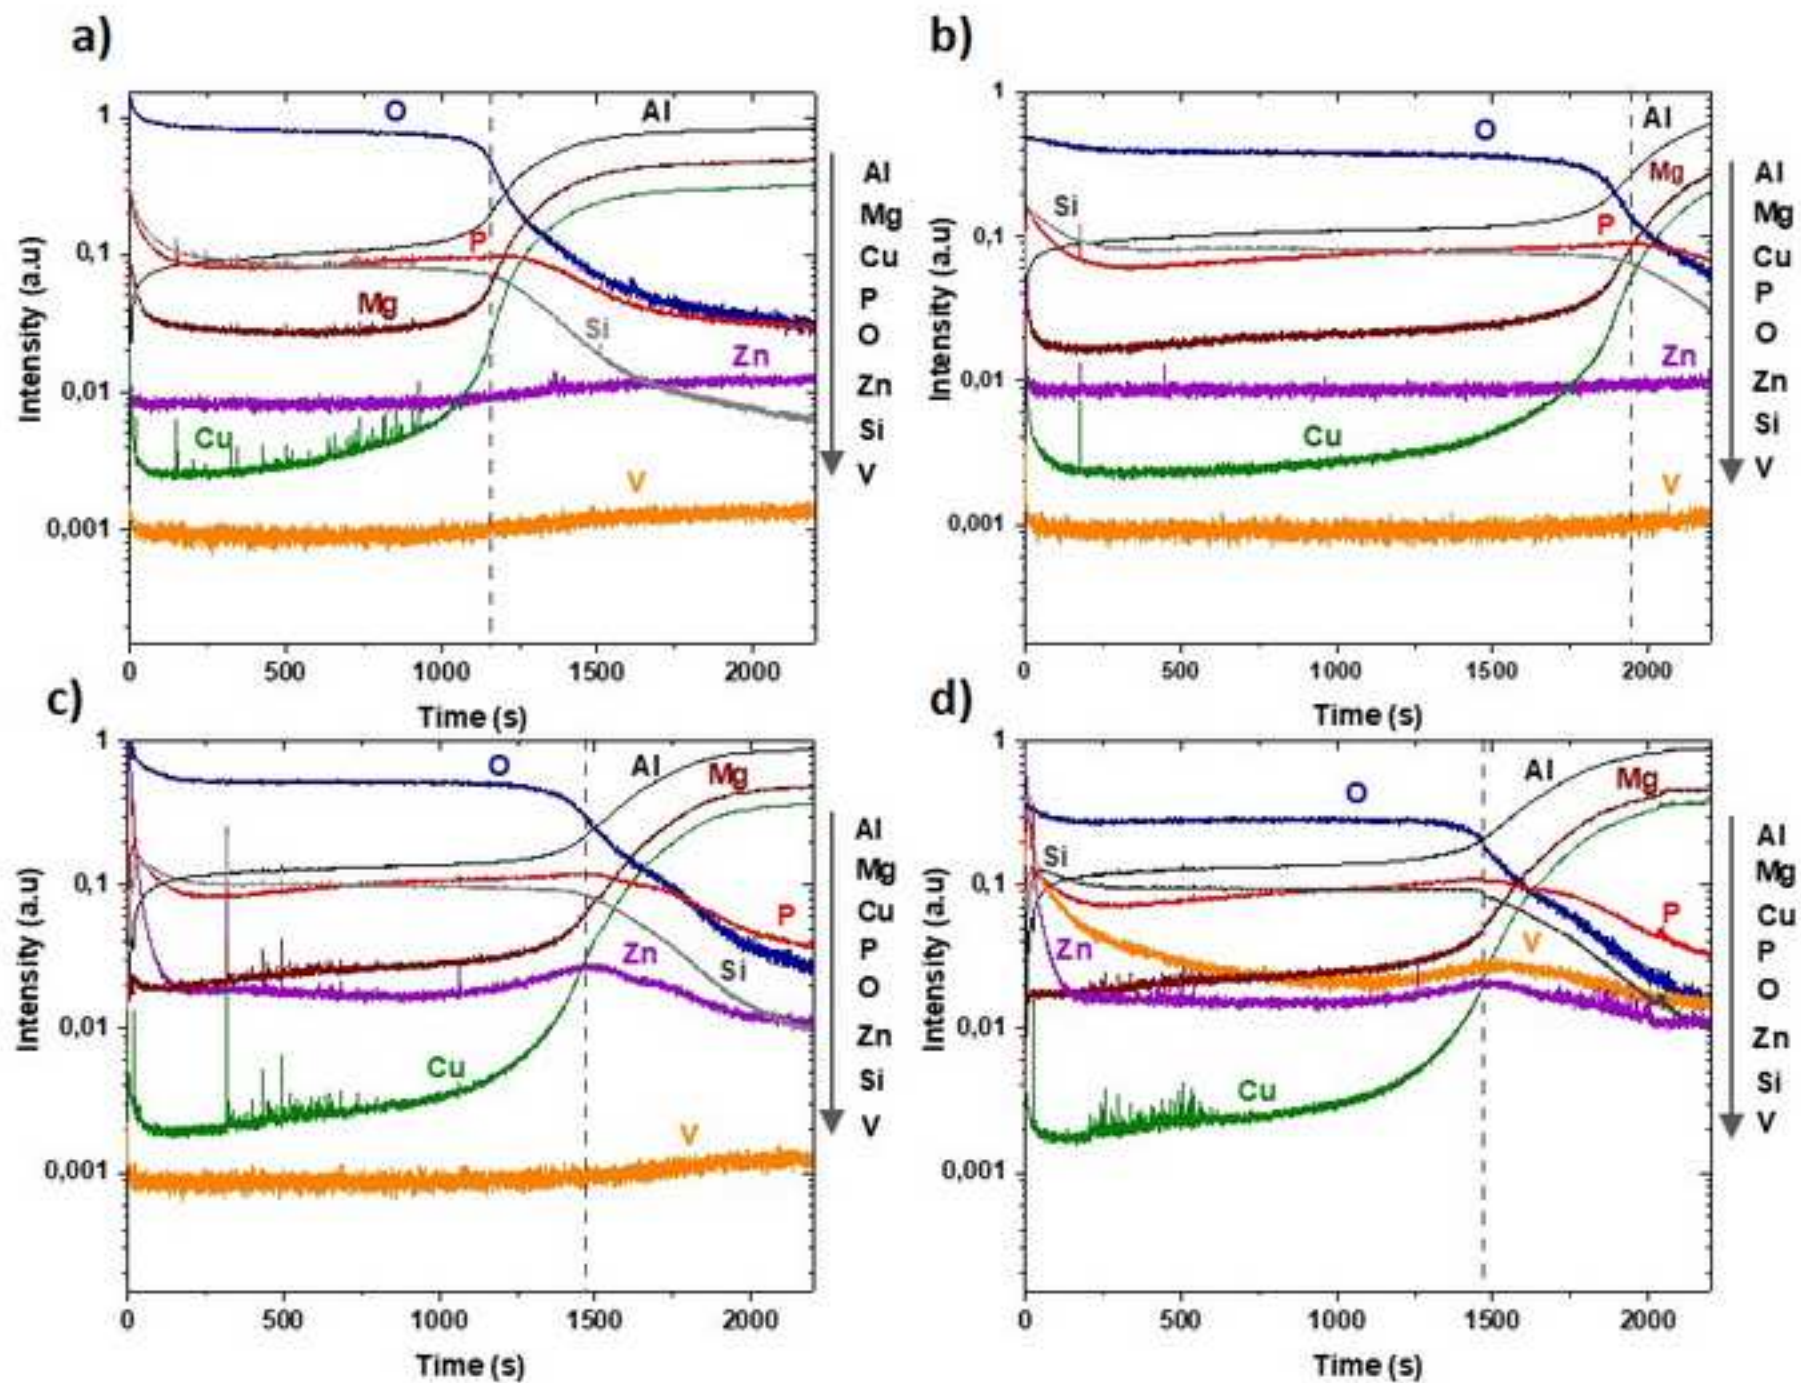 a)
O
Al
P
Mg
Si
Zn
Cu
V
1
0,1
0,01
0,001
Intensity (a.u)
0 500 1000 1500 2000
Time (s)
Al
Mg
Cu
P
O
Zn
Si
V
b)
O
Al
Mg
Si
P
Zn
Cu
V
1
0,1
0,01
0,001
Intensity (a.u)
0 500 1000 1500 2000
Time (s)
Al
Mg
Cu
P
O
Zn
Si
V
c)
O
Al
Mg
P
Zn
Si
Cu
V
1
0,1
0,01
0,001
Intensity (a.u)
0 500 1000 1500 2000
Time (s)
Al
Mg
Cu
P
O
Zn
Si
V
d)
O
Al
Mg
Si
P
Zn
V
Cu
1
0,1
0,01
0,001
Intensity (a.u)
0 500 1000 1500 2000
Time (s)
Al
Mg
Cu
P
O
Zn
Si
V